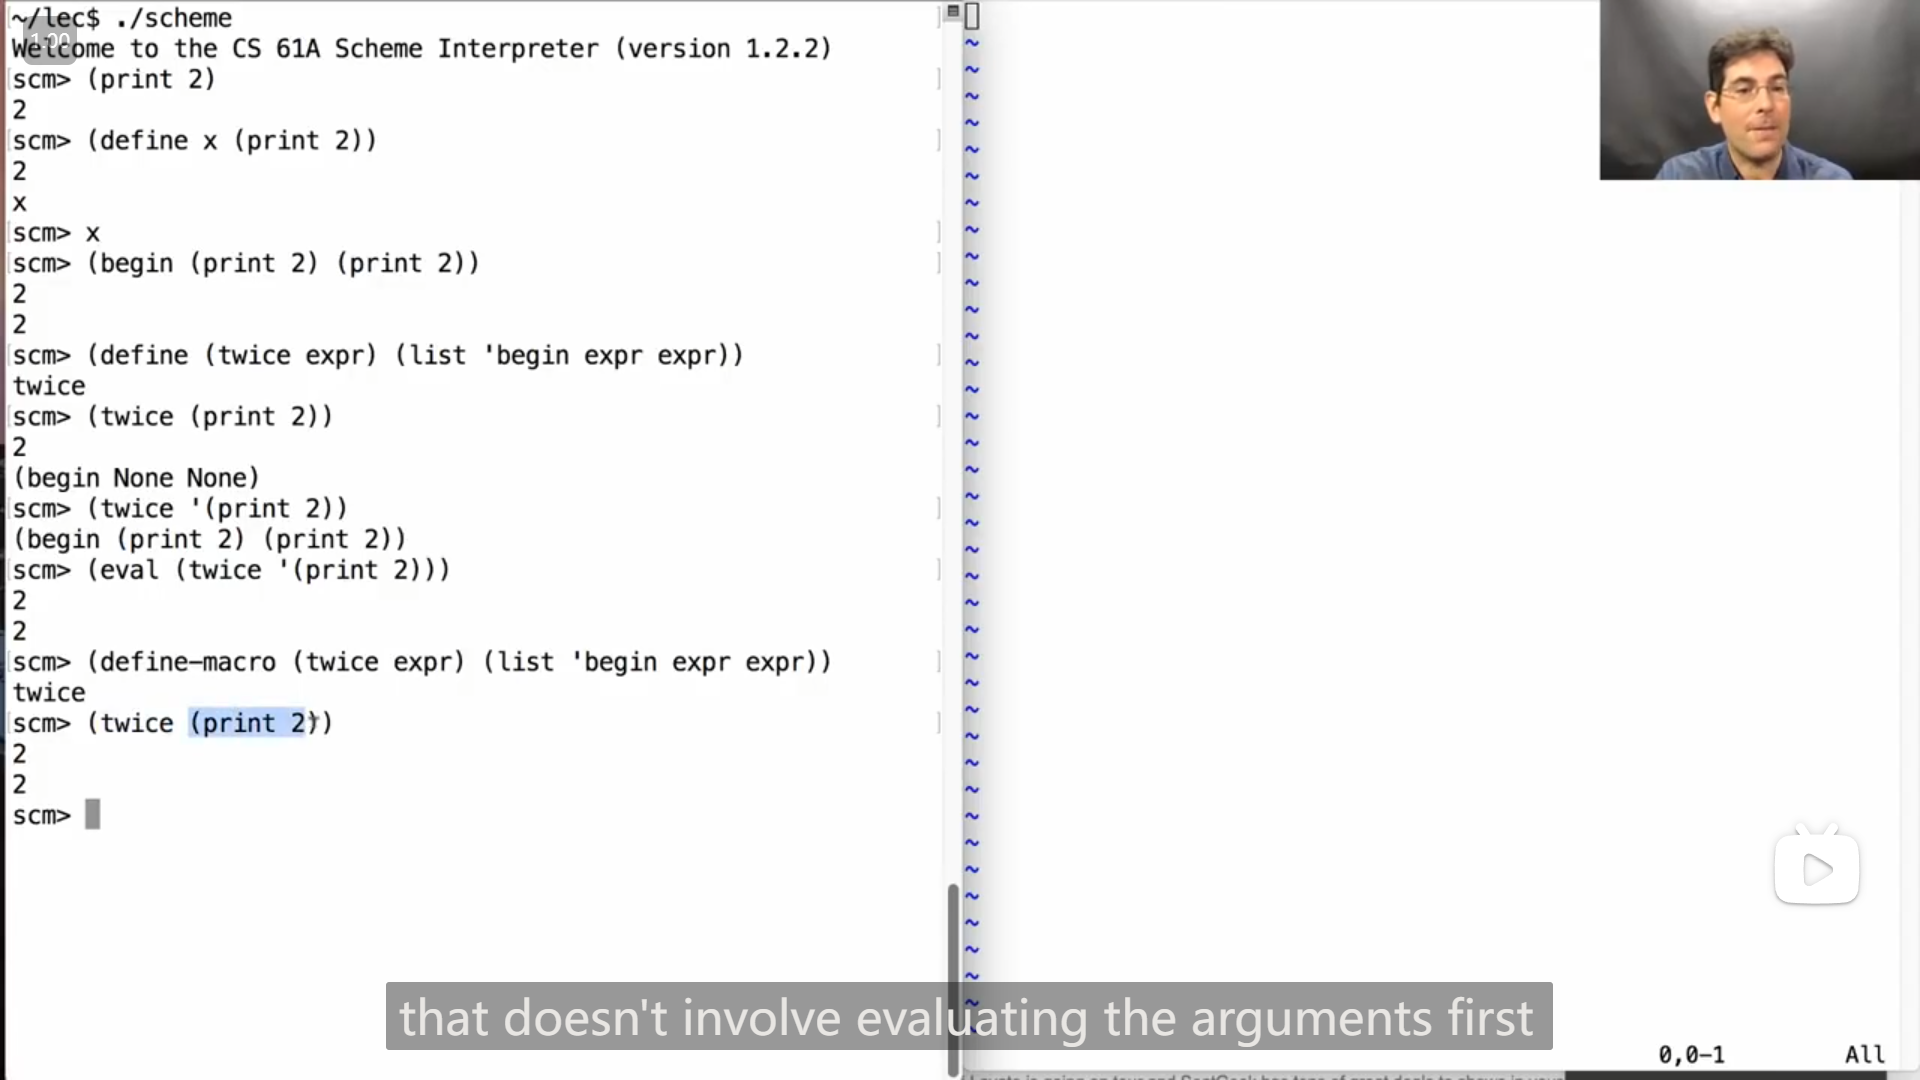 ~/lec$ ./scheme
1:00
Welcome to the CS 61A Scheme Interpreter (version 1.2.2)
scm> (print 2)
2
scm> (define x (print 2))
2
x
scm> x
scm> (begin (print 2) (print 2))
2
2
scm> (define (twice expr) (list 'begin expr expr))
twice
scm> (twice (print 2))
2
(begin None None)
scm> (twice '(print 2))
(begin (print 2) (print 2))
scm> (eval (twice '(print 2)))
2
2
scm> (define-macro (twice expr) (list 'begin expr expr))
twice
scm> (twice (print 2))
2
2
scm>
that doesn't involve evaluating the arguments first
0,0-1 All